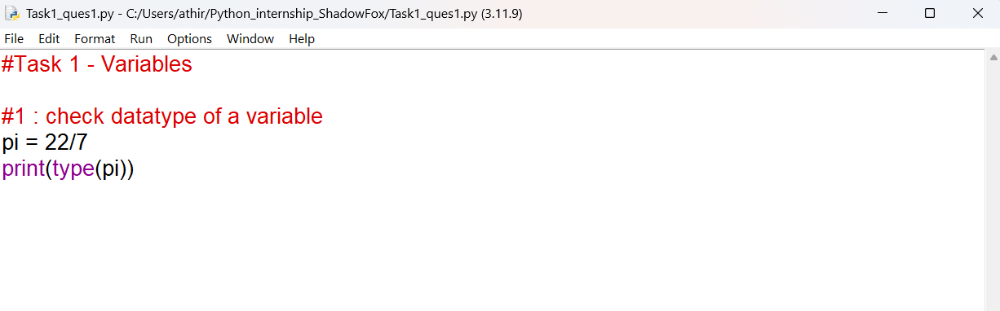 Task1_ques1.py - C:/Users/athir/Python_internship_ShadowFox/Task1_ques1.py (3.11.9)
File Edit Format Run Options Window Help
#Task 1 - Variables
#1 : check datatype of a variable
pi = 22/7
print(type(pi))